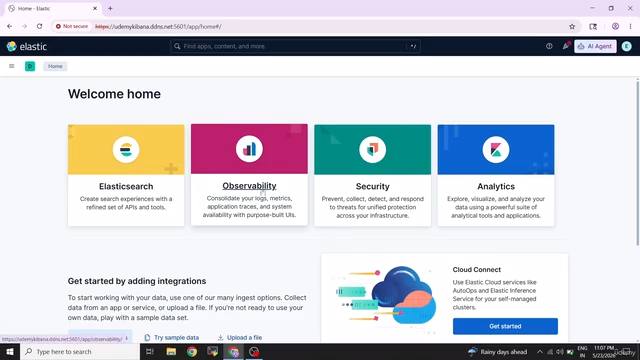 Home - Elastic
Not secure https://udemykibana.ddns.net:5601/app/home#/
elastic
Find apps, content, and more.
AI Agent
E
D
Home
Welcome home
Elasticsearch
Create search experiences with a
refined set of APIs and tools.
Observability
Consolidate your logs, metrics,
application traces, and system
availability with purpose-built UIs.
Security
Prevent, collect, detect, and respond
to threats for unified protection
across your infrastructure.
Analytics
Explore, visualize, and analyze your
data using a powerful suite of
analytical tools and applications.
Get started by adding integrations
To start working with your data, use one of our many ingest options. Collect
data from an app or service, or upload a file. If you're not ready to use your
own data, play with a sample data set.
Try sample data
Upload a file
Cloud Connect
Use Elastic Cloud services like
AutoOps and Elastic Inference
Service for your self-managed
clusters.
Get started
https://udemykibana.ddns.net:5601/app/observability/
Type here to search
Rainy days ahead
IN
11:07 PM